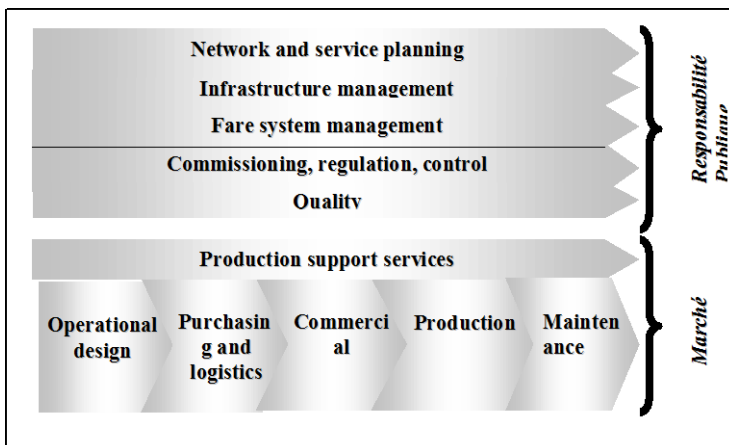 Network and service planning
Infrastructure management
Fare system management
Commissioning, regulation, control
Quality
Production support services
Operational
design
Purchasin
g and
logistics
Commerci
al
Production
Mainten
ance
Responsabilité
Publique
Marché